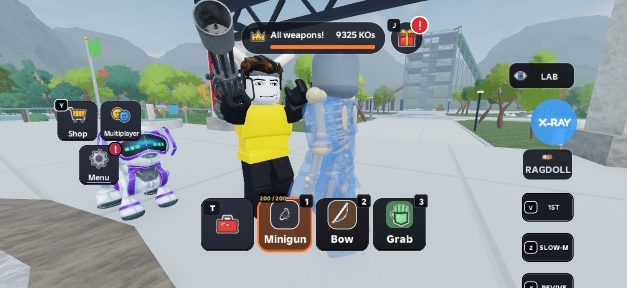 All weapons! 9325 KOs
J
!
LAB
Y
Shop
Multiplayer
X-RAY
!
Menu
RAGDOLL
200 / 200
T
1
Minigun
2
Bow
3
Grab
V 1ST
Z SLOW-M
REVIVE